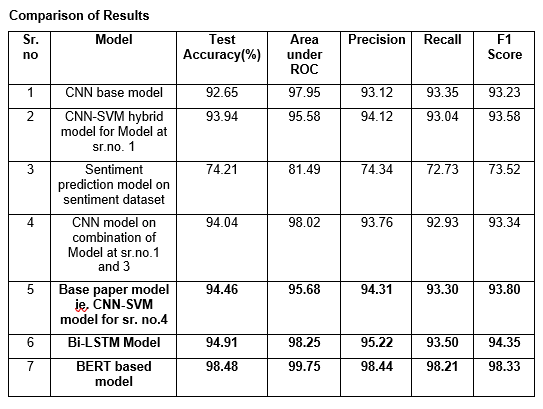 Comparison of Results
Sr. no Model Test Accuracy(%) Area under ROC Precision Recall F1 Score
1 CNN base model 92.65 97.95 93.12 93.35 93.23
2 CNN-SVM hybrid model for Model at sr.no. 1 93.94 95.58 94.12 93.04 93.58
3 Sentiment prediction model on sentiment dataset 74.21 81.49 74.34 72.73 73.52
4 CNN model on combination of Model at sr.no.1 and 3 94.04 98.02 93.76 92.93 93.34
5 Base paper model ie. CNN-SVM model for sr. no.4 94.46 95.68 94.31 93.30 93.80
6 Bi-LSTM Model 94.91 98.25 95.22 93.50 94.35
7 BERT based model 98.48 99.75 98.44 98.21 98.33